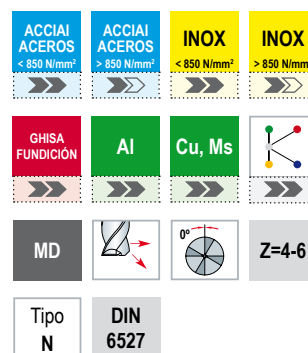 ACCIAI
ACEROS
< 850 N/mm²
ACCIAI
ACEROS
> 850 N/mm²
INOX
< 850 N/mm²
INOX
> 850 N/mm
GHISA
FUNDICIÓN
Al
Cu, Ms
MD
0º
Z=4-6
Tipo
N
DIN
6527